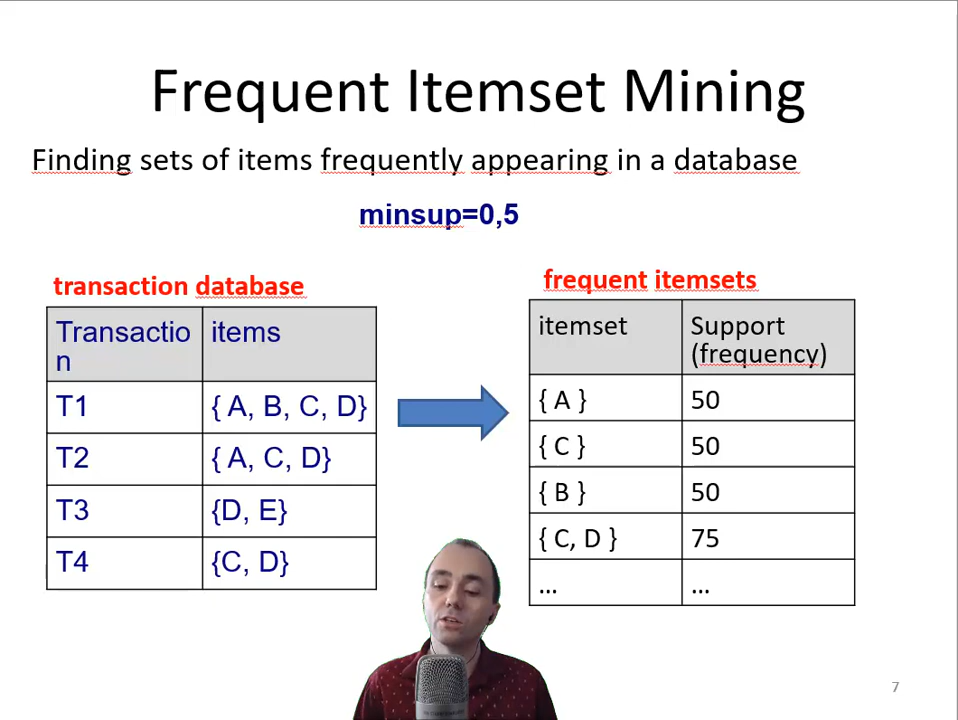 Frequent Itemset Mining
Finding sets of items frequently appearing in a database
minsup=0,5
transaction database
Transactio
n
items
T1
{ A, B, C, D}
T2
{ A, C, D}
T3
{D, E}
T4
{C, D}
frequent itemsets
itemset
Support
(frequency)
{ A }
50
{ C }
50
{ B }
50
{ C, D }
75
...
...
7